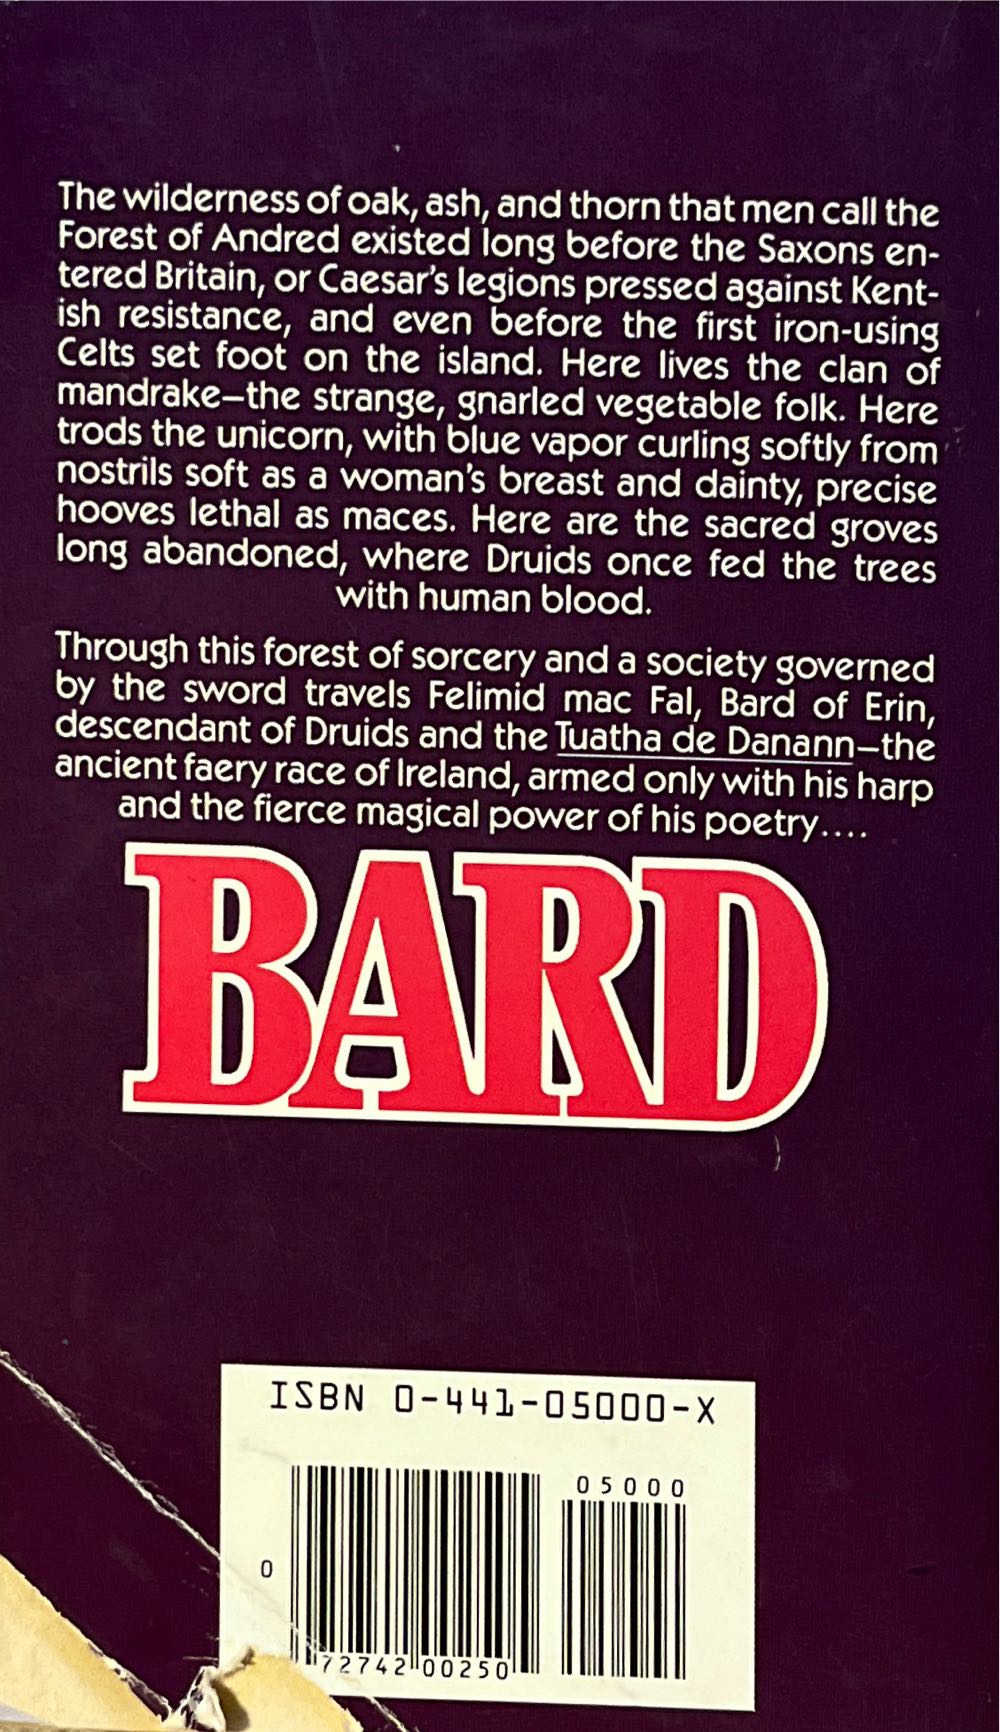 The wilderness of oak, ash, and thorn that men call the
Forest of Andred existed long before the Saxons en-
tered Britain, or Caesar's legions pressed against Kent-
ish resistance, and even before the first iron-using
Celts set foot on the island. Here lives the clan of
mandrake—the strange, gnarled vegetable folk. Here
trods the unicorn, with blue vapor curling softly from
nostrils soft as a woman's breast and dainty, precise
hooves lethal as maces. Here are the sacred groves
long abandoned, where Druids once fed the trees
with human blood.
Through this forest of sorcery and a society governed
by the sword travels Felimid mac Fal, Bard of Erin,
descendant of Druids and the Tuatha de Danann—the
ancient faery race of Ireland, armed only with his harp
and the fierce magical power of his poetry....
BARD
ISBN 0-441-05000-X
05000
0
72742 00250